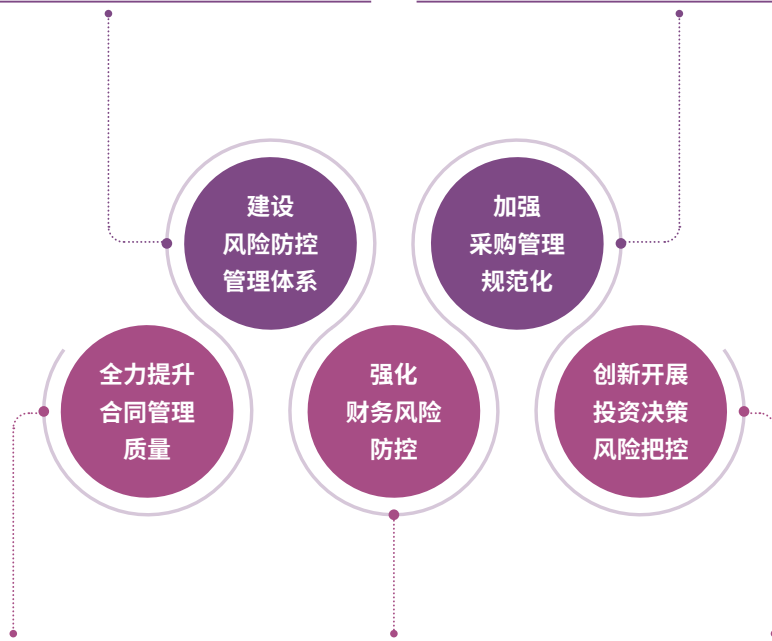 建设
风险防控
管理体系
加强
采购管理
规范化
全力提升
合同管理
质量
强化
财务风险
防控
创新开展
投资决策
风险把控